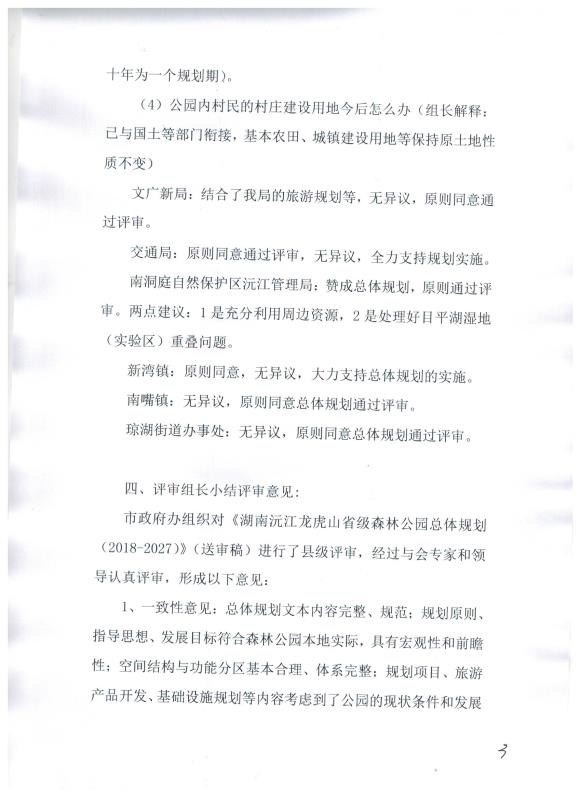 十年为一个规划期)。
（4）公园内村民的村庄建设用地今后怎么办（组长解释：
已与国土等部门衔接，基本农田、城镇建设用地等保持原土地性
质不变）
文广新局：结合了我局的旅游规划等，无异议，原则同意通
过评审。
交通局：原则同意通过评审，无异议，全力支持规划实施。
南洞庭自然保护区沅江管理局：赞成总体规划，原则通过评
审。两点建议：1是充分利用周边资源，2是处理好目平湖湿地
（实验区）重叠问题。
新湾镇：原则同意，无异议，大力支持总体规划的实施。
南嘴镇：无异议，原则同意总体规划通过评审。
琼湖街道办事处：无异议，原则同意总体规划通过评审。
四、评审组长小结评审意见：
市政府办组织对《湖南沅江龙虎山省级森林公园总体规划
（2018-2027）》（送审稿）进行了县级评审，经过与会专家和领
导认真评审，形成以下意见：
1、一致性意见：总体规划文本内容完整、规范；规划原则、
指导思想、发展目标符合森林公园本地实际，具有宏观性和前瞻
性；空间结构与功能分区基本合理、体系完整；规划项目、旅游
产品开发、基础设施规划等内容考虑到了公园的现状条件和发展
3